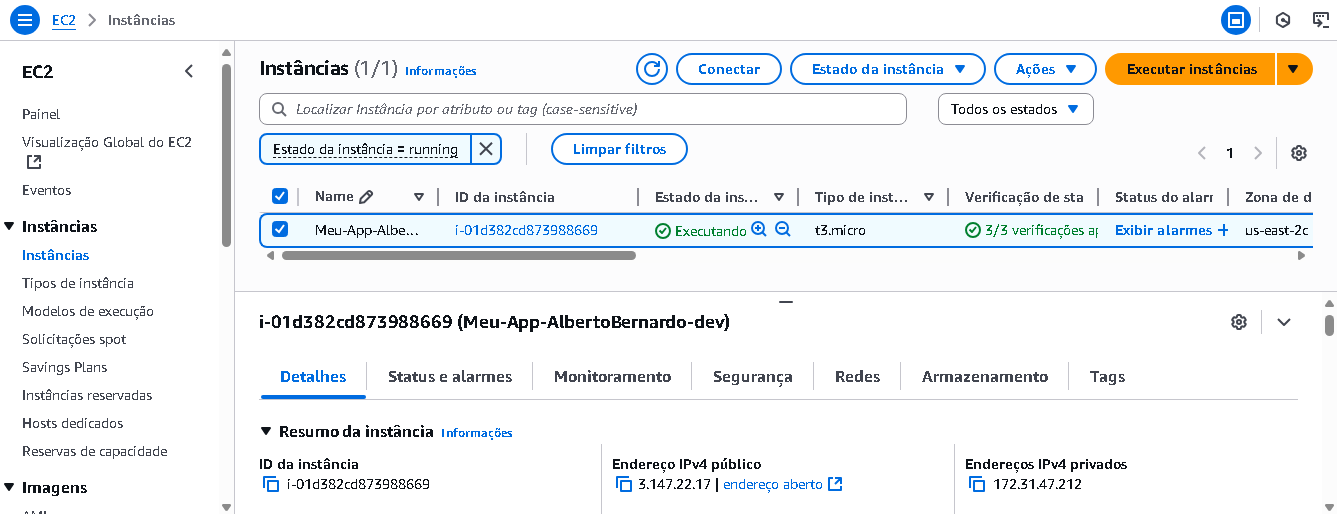 EC2 > Instâncias
EC2
Painel
Visualização Global do EC2
Eventos
Instâncias
Instâncias
Tipos de instância
Modelos de execução
Solicitações spot
Savings Plans
Instâncias reservadas
Hosts dedicados
Reservas de capacidade
Imagens
Instâncias (1/1) Informações
Conectar
Estado da instância
Ações
Executar instâncias
Localizar Instância por atributo ou tag (case-sensitive)
Todos os estados
Estado da instância = running
Limpar filtros
1
Name ID da instância Estado da ins... Tipo de inst... Verificação de sta Status do alarr Zona de d
Meu-App-Albe... i-01d382cd873988669 Executando t3.micro 3/3 verificações ap Exibir alarmes + us-east-2c
i-01d382cd873988669 (Meu-App-AlbertoBernardo-dev)
Detalhes Status e alarmes Monitoramento Segurança Redes Armazenamento Tags
Resumo da instância Informações
ID da instância
i-01d382cd873988669
Endereço IPv4 público
3.147.22.17 | endereço aberto
Endereços IPv4 privados
172.31.47.212